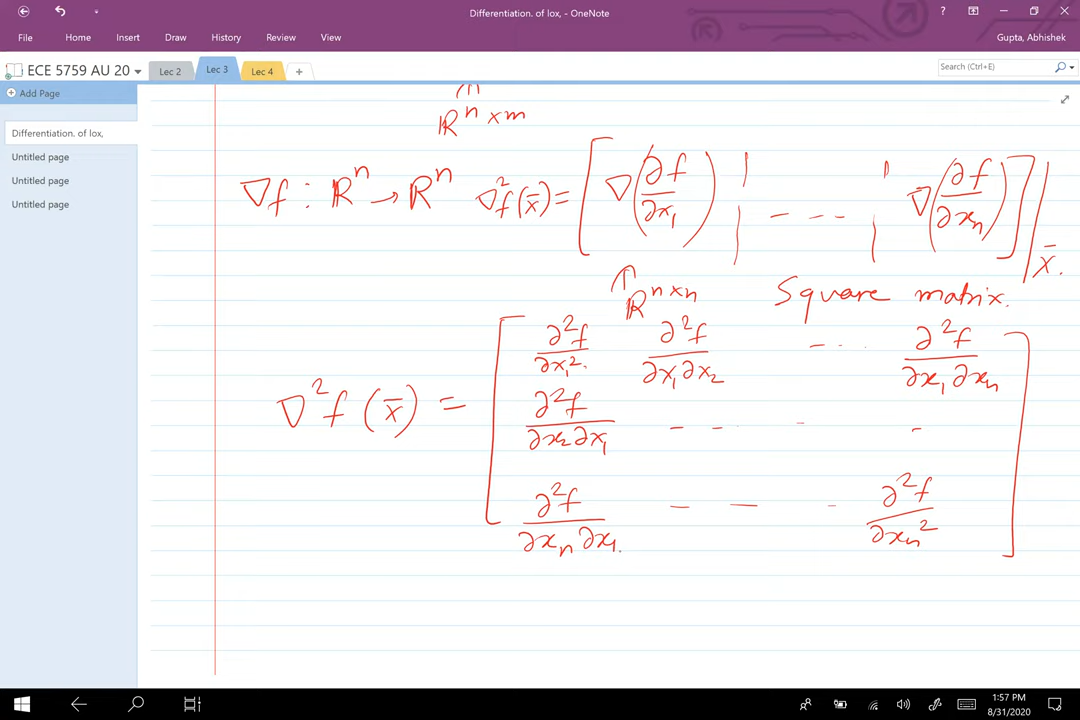 Differentiation. of lox, - OneNote
?
File Home Insert Draw History Review View Gupta, Abhishek
ECE 5759 AU 20 Lec 2 Lec 3 Lec 4 + Search (Ctrl+E)
Add Page
Differentiation. of lox,
Untitled page
Untitled page
Untitled page
↑
ℝ^{n×m}
∇f : ℝ^n → ℝ^n ∇²f(x̄) = [ ∇(∂f/∂x₁) | - - - - | ∇(∂f/∂xₙ) ] |_x̄.
↑
ℝ^{n×n} Square matrix.
∇²f(x̄) = [ ∂²f/∂x₁². ∂²f/∂x₁∂x₂ - - . . ∂²f/∂x₁∂xₙ
∂²f/∂x₂∂x₁ - - . - -
∂²f/∂xₙ∂x₁. - - - ∂²f/∂xₙ² ]
1:57 PM
8/31/2020